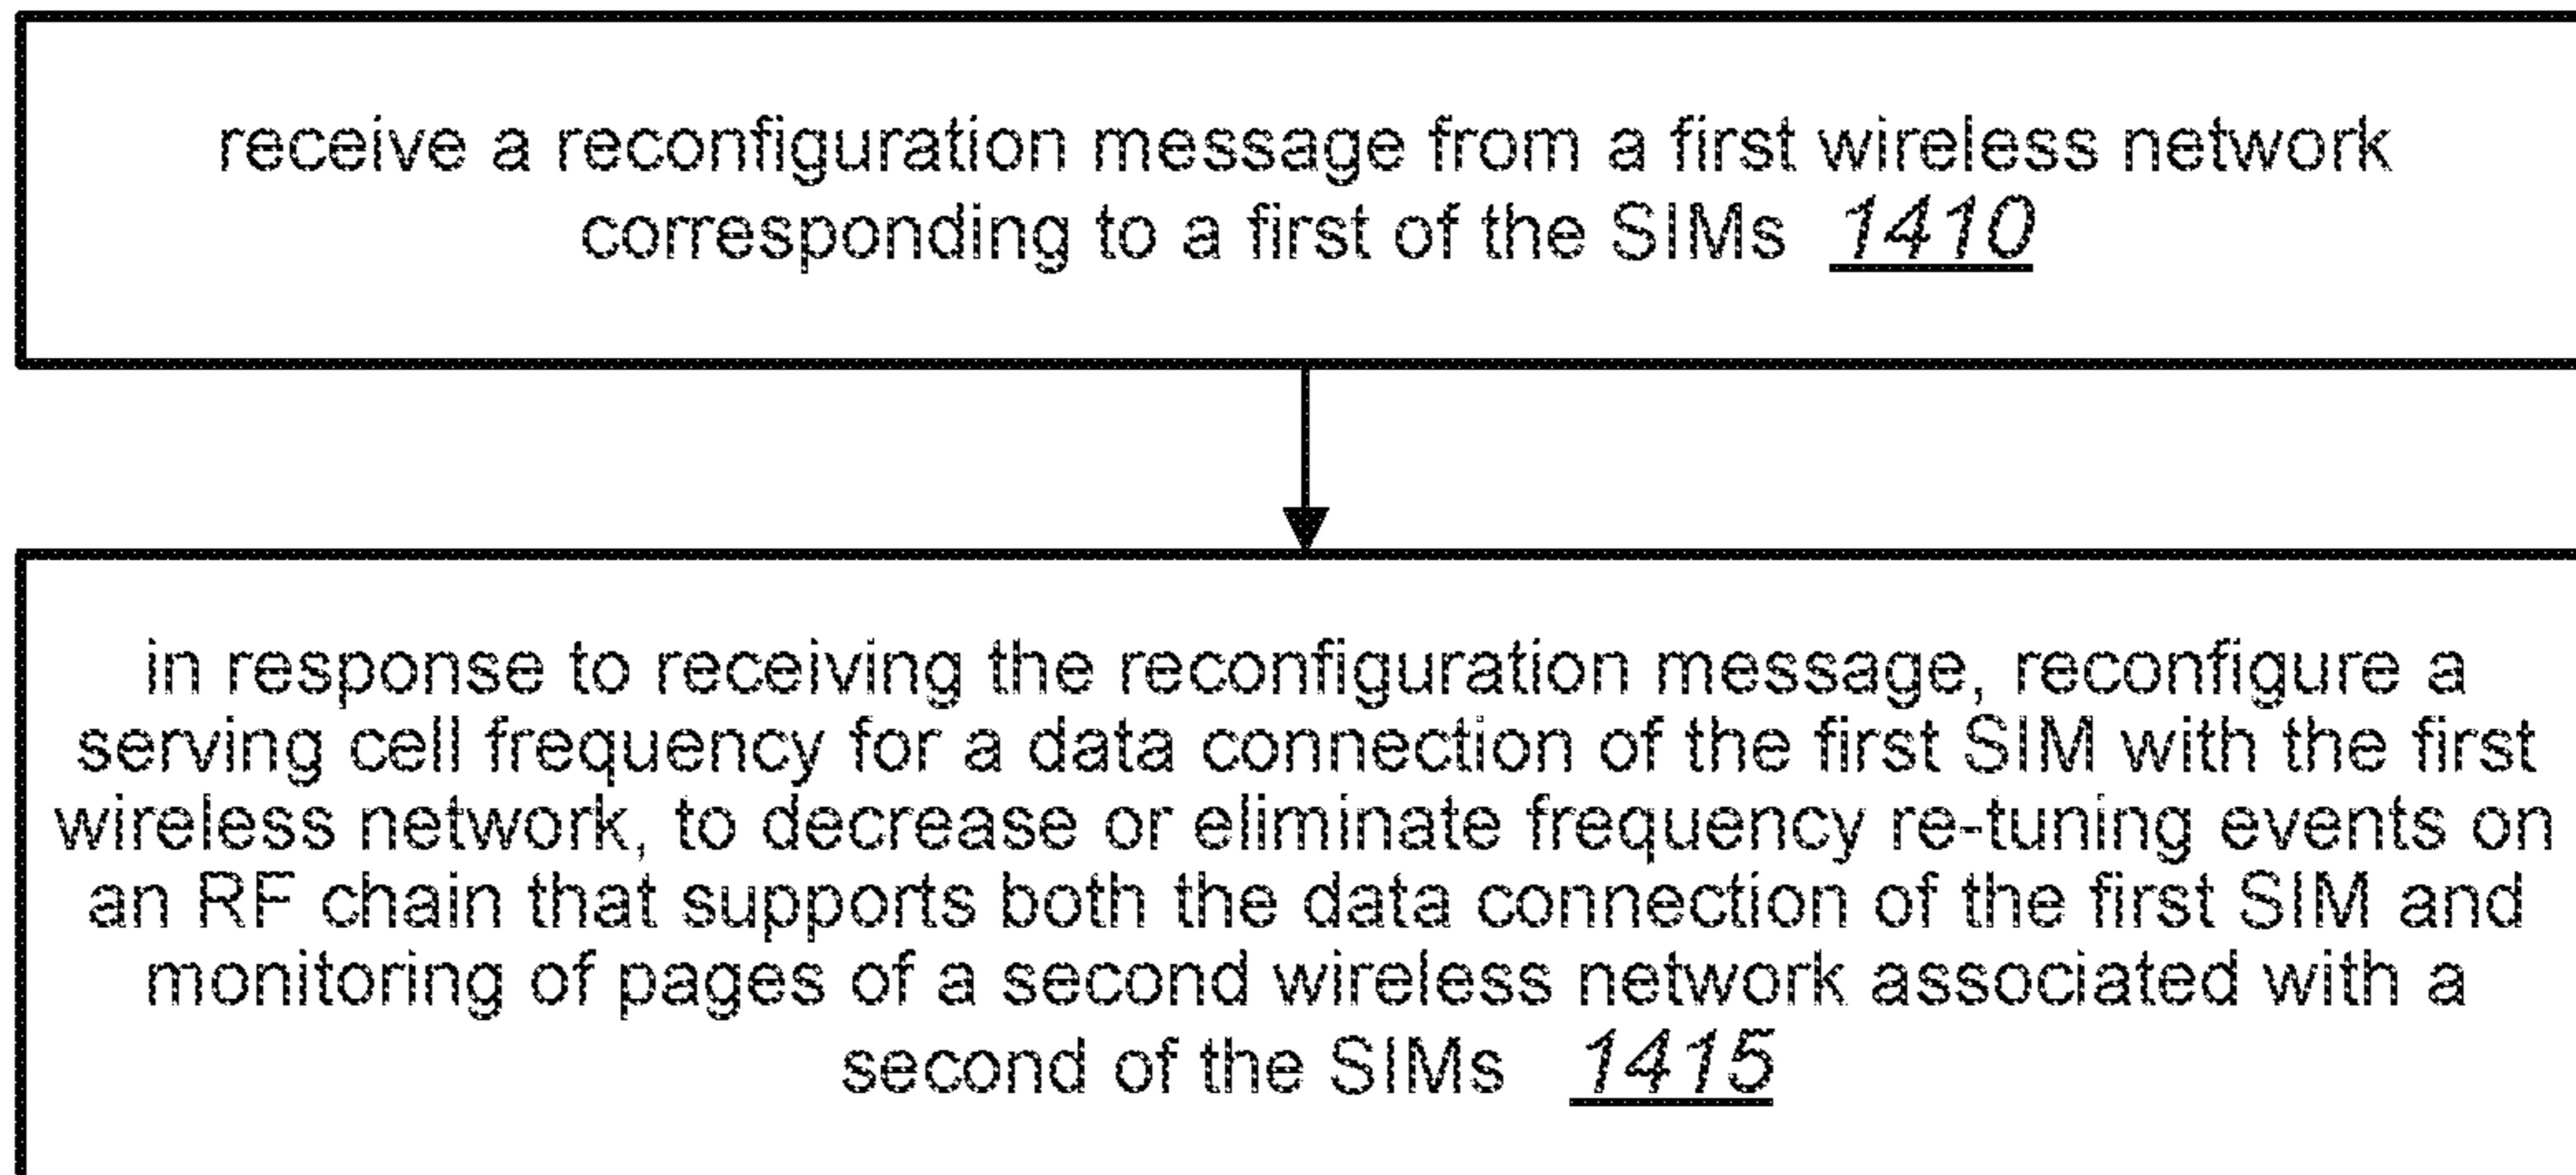 receive a reconfiguration message from a first wireless network
corresponding to a first of the SIMs 1410
in response to receiving the reconfiguration message, reconfigure a
serving cell frequency for a data connection of the first SIM with the first
wireless network, to decrease or eliminate frequency re-tuning events on
an RF chain that supports both the data connection of the first SIM and
monitoring of pages of a second wireless network associated with a
second of the SIMs 1415